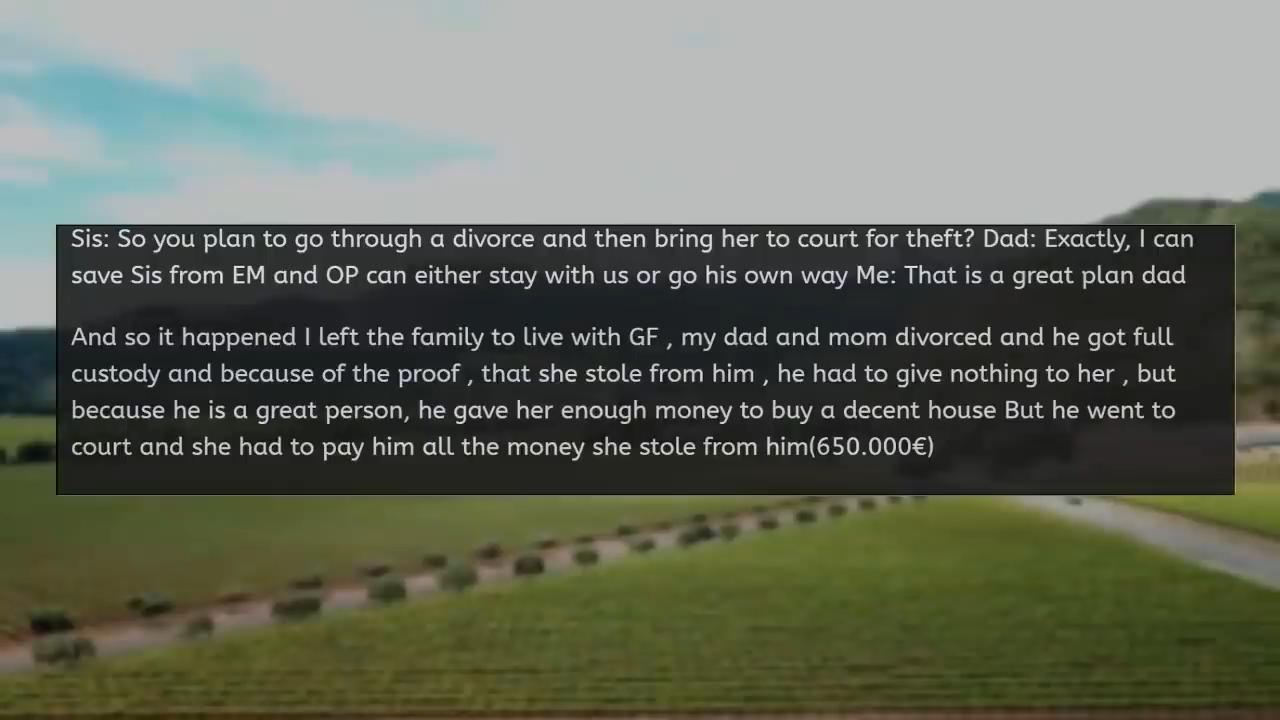 Sis: So you plan to go through a divorce and then bring her to court for theft? Dad: Exactly, I can
save Sis from EM and OP can either stay with us or go his own way Me: That is a great plan dad
And so it happened I left the family to live with GF , my dad and mom divorced and he got full
custody and because of the proof , that she stole from him , he had to give nothing to her , but
because he is a great person, he gave her enough money to buy a decent house But he went to
court and she had to pay him all the money she stole from him(650.000€)